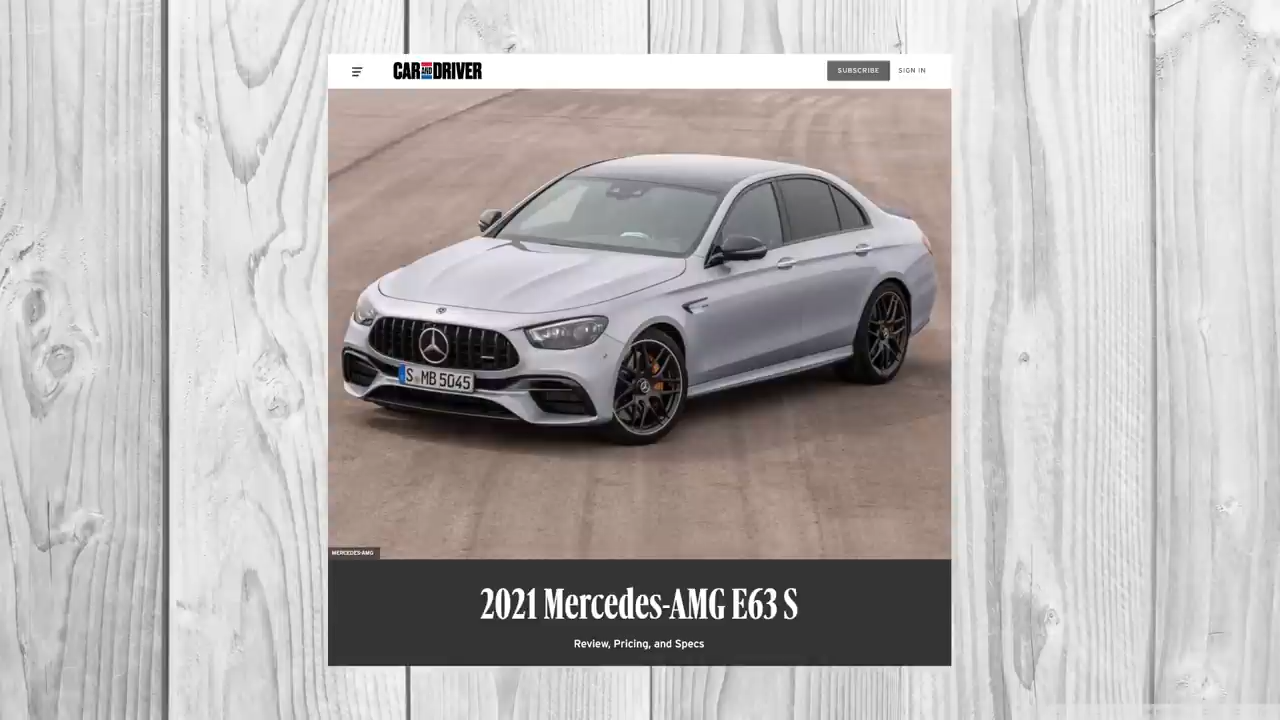 CAR AND DRIVER
SUBSCRIBE
SIGN IN
S MB 5045
MERCEDES-AMG
2021 Mercedes-AMG E63 S
Review, Pricing, and Specs